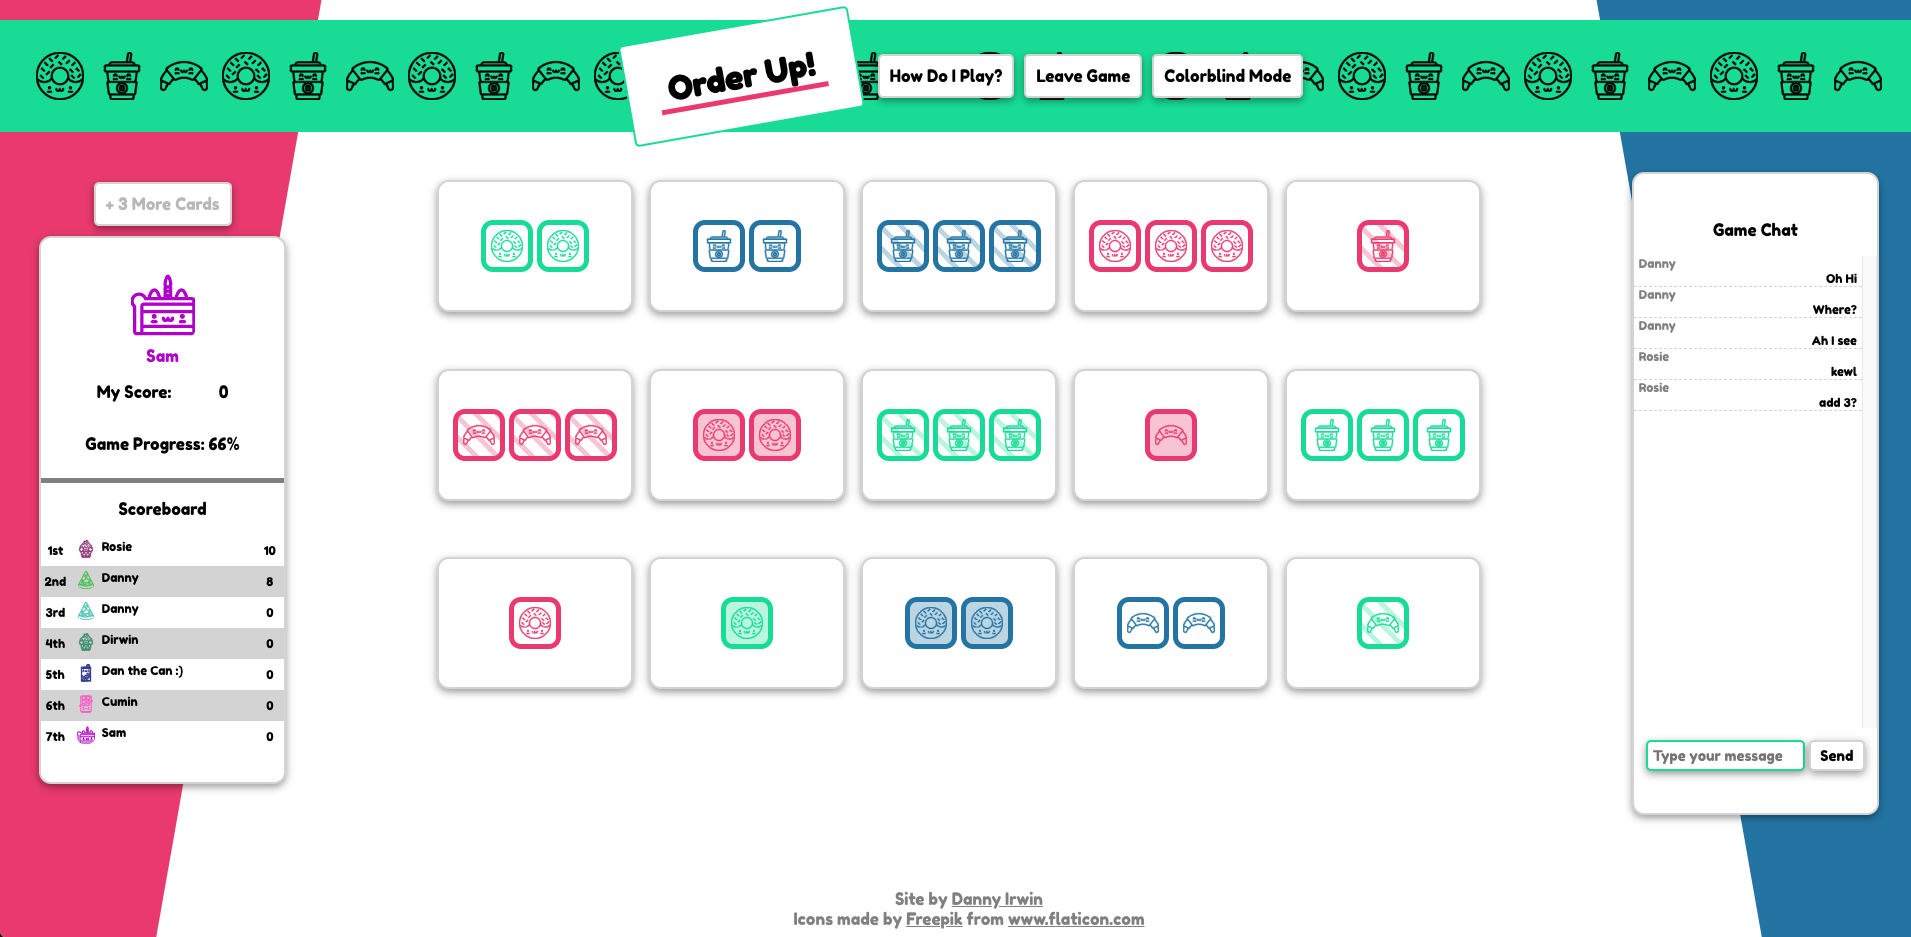 Order Up!
How Do I Play?
Leave Game
Colorblind Mode
+ 3 More Cards
Sam
My Score: 0
Game Progress: 66%
Scoreboard
1st Rosie 10
2nd Danny 8
3rd Danny 0
4th Dirwin 0
5th Dan the Can :) 0
6th Cumin 0
7th Sam 0
Game Chat
Danny
Oh Hi
Danny
Where?
Danny
Ah I see
Rosie
kewl
Rosie
add 3?
Type your message
Send
Site by Danny Irwin
Icons made by Freepik from www.flaticon.com